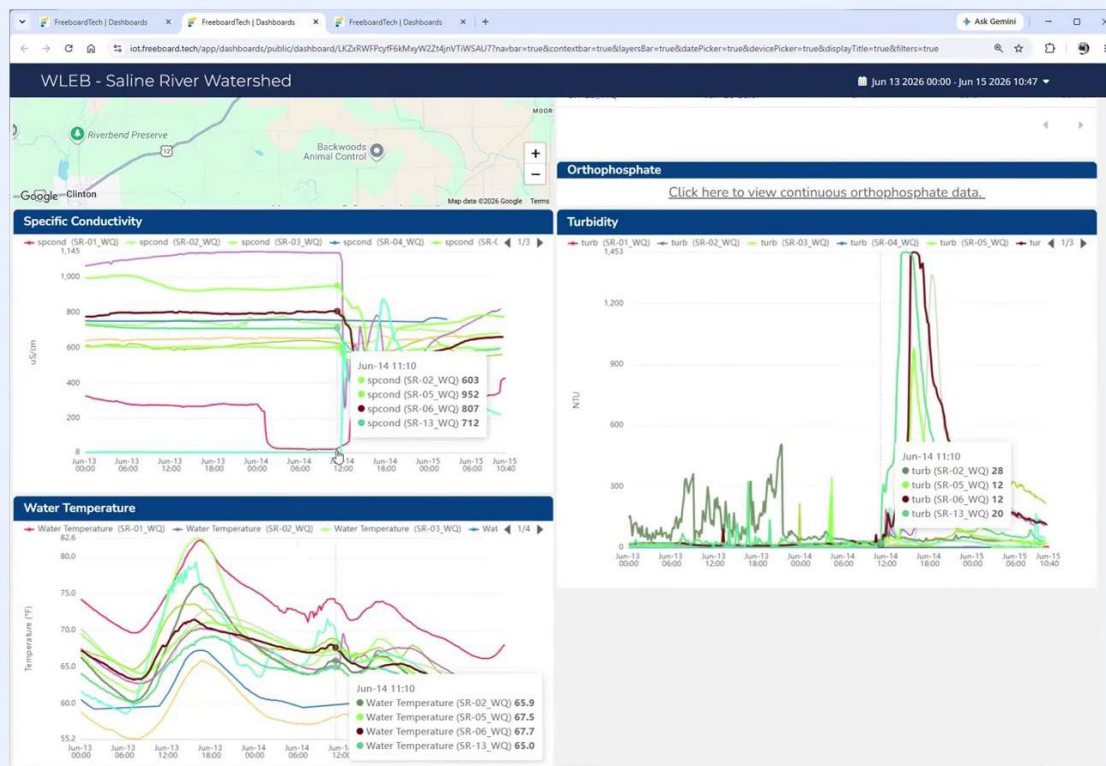 FreeboardTech | Dashboards
FreeboardTech | Dashboards
FreeboardTech | Dashboards
Ask Gemini
iot.freeboard.tech/app/dashboards/public/dashboard/LKZxRWFPcyfF6kMxyW2Zt4jnVTiWSAU7?navbar=true&contextbar=true&layersBar=true&datePicker=true&devicePicker=true&displayTitle=true&filters=true
WLEB - Saline River Watershed
Jun 13 2026 00:00 - Jun 15 2026 10:47
MOOR
Riverbend Preserve
12
Backwoods
Animal Control
+
−
Google
Clinton
Map data ©2026 Google Terms
Orthophosphate
Click here to view continuous orthophosphate data.
Specific Conductivity
spcond (SR-01_WQ) spcond (SR-02_WQ) spcond (SR-03_WQ) spcond (SR-04_WQ) spcond (SR-( 1/3
1,145
1,000
800
600
400
200
8
uS/cm
Jun-14 11:10
spcond (SR-02_WQ) 603
spcond (SR-05_WQ) 952
spcond (SR-06_WQ) 807
spcond (SR-13_WQ) 712
Jun-13 Jun-13 Jun-13 Jun-13 Jun-14 Jun-14 Jun-14 Jun-14 Jun-15 Jun-15 Jun-15
00:00 06:00 12:00 18:00 00:00 06:00 12:00 18:00 00:00 06:00 10:40
Turbidity
turb (SR-01_WQ) turb (SR-02_WQ) turb (SR-03_WQ) turb (SR-04_WQ) turb (SR-05_WQ) tur 1/3
1,453
1,200
900
600
300
0
NTU
Jun-14 11:10
turb (SR-02_WQ) 28
turb (SR-05_WQ) 12
turb (SR-06_WQ) 12
turb (SR-13_WQ) 20
Jun-13 Jun-13 Jun-13 Jun-13 Jun-14 Jun-14 Jun-14 Jun-14 Jun-15 Jun-15 Jun-15
00:00 06:00 12:00 18:00 00:00 06:00 12:00 18:00 00:00 06:00 10:40
Water Temperature
Water Temperature (SR-01_WQ) Water Temperature (SR-02_WQ) Water Temperature (SR-03_WQ) Wat 1/4
82.6
80.0
75.0
70.0
65.0
60.0
55.2
Temperature (°F)
Jun-14 11:10
Water Temperature (SR-02_WQ) 65.9
Water Temperature (SR-05_WQ) 67.5
Water Temperature (SR-06_WQ) 67.7
Water Temperature (SR-13_WQ) 65.0
Jun-13 Jun-13 Jun-13 Jun-13 Jun-14 Jun-14 Jun-1
00:00 06:00 12:00 18:00 00:00 06:00 12:00